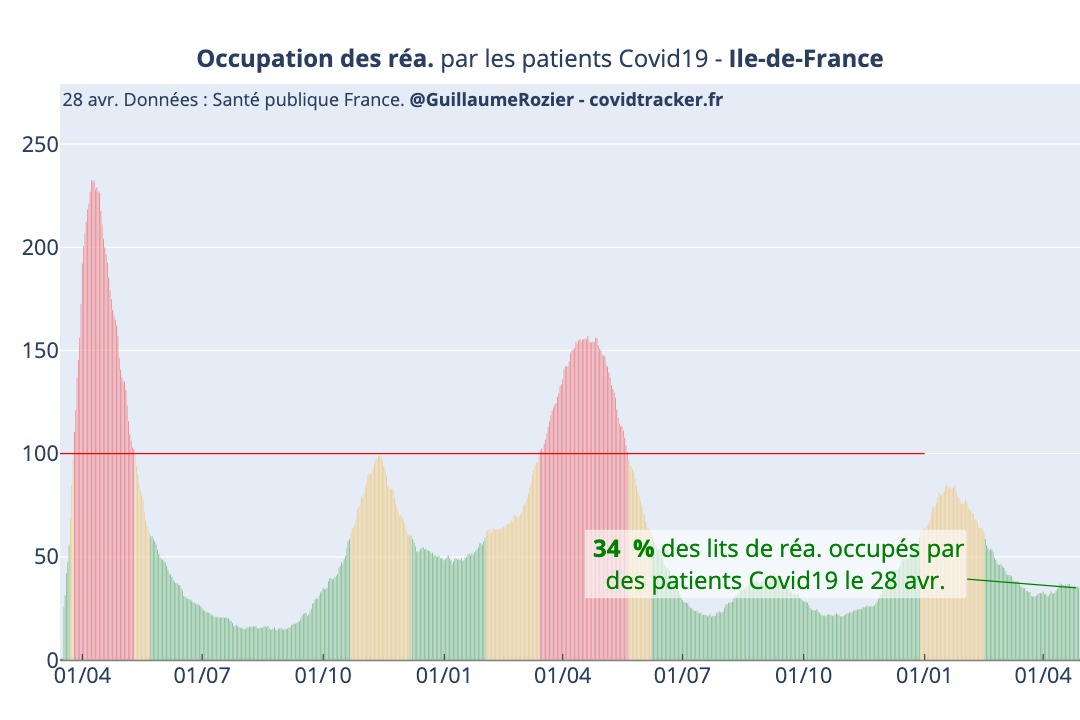 Occupation des réa. par les patients Covid19 - Ile-de-France
28 avr. Données : Santé publique France. @GuillaumeRozier - covidtracker.fr
250
200
150
100
50
0
34 % des lits de réa. occupés par
des patients Covid19 le 28 avr.
01/04 01/07 01/10 01/01 01/04 01/07 01/10 01/01 01/04